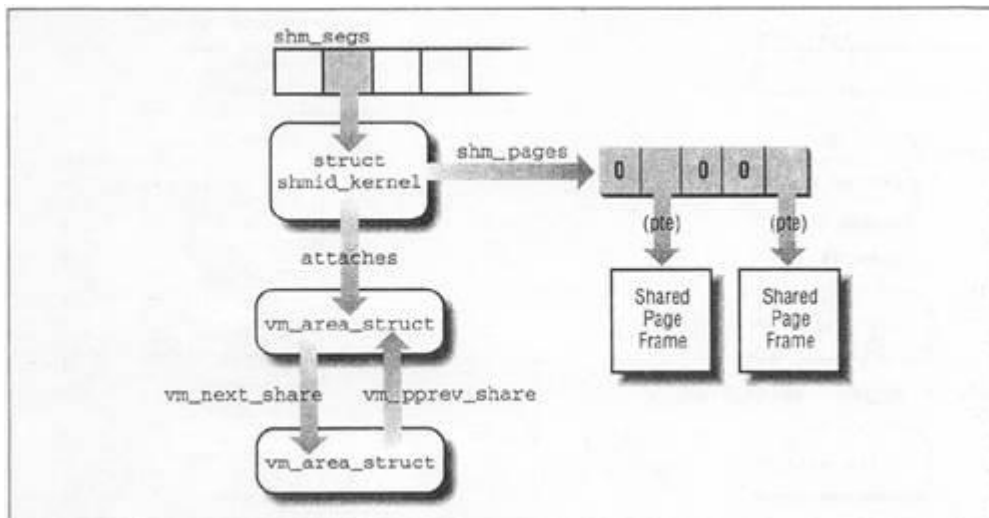 shm_segs
struct
shmid_kernel
shm_pages
0 0 0
(pte) (pte)
attaches
Shared
Page
Frame
Shared
Page
Frame
vm_area_struct
vm_next_share vm_pprev_share
vm_area_struct